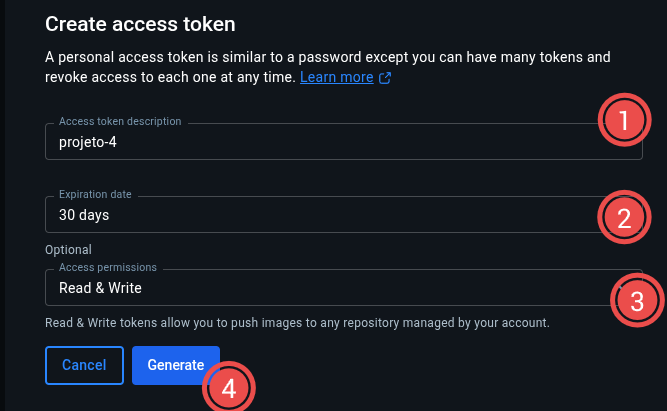 Create access token
A personal access token is similar to a password except you can have many tokens and
revoke access to each one at any time. Learn more
Access token description
1
projeto-4
Expiration date
30 days
2
Optional
Access permissions
Read & Write
3
Read & Write tokens allow you to push images to any repository managed by your account.
Cancel
Generate
4